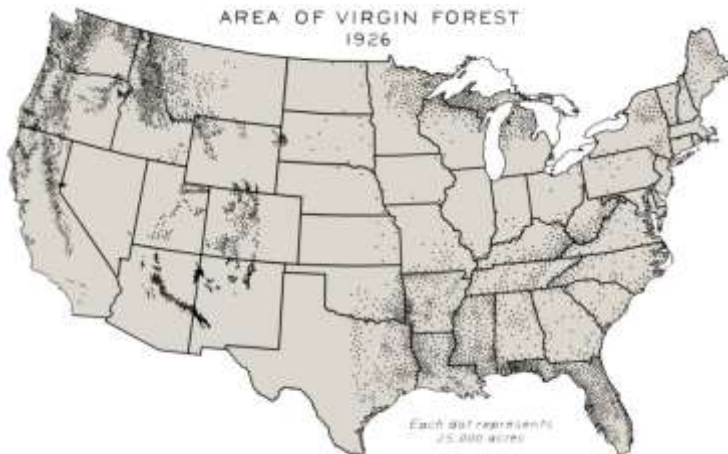 AREA OF VIRGIN FOREST
1926
Each dot represents
25,000 acres